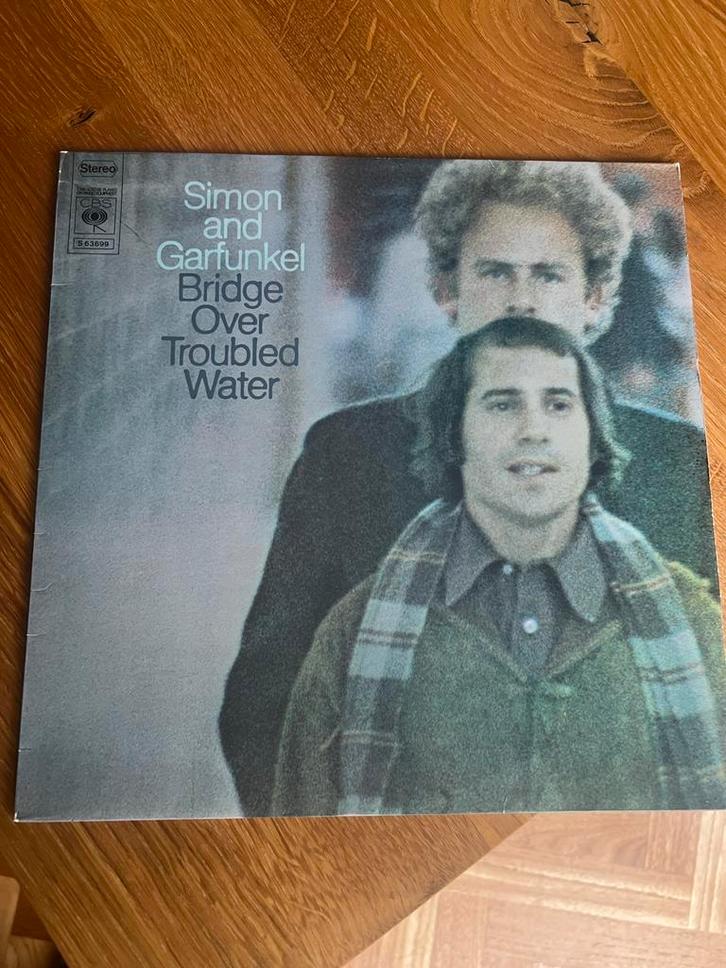 Stereo
CBS
S 63699
Simon
and
Garfunkel
Bridge
Over
Troubled
Water